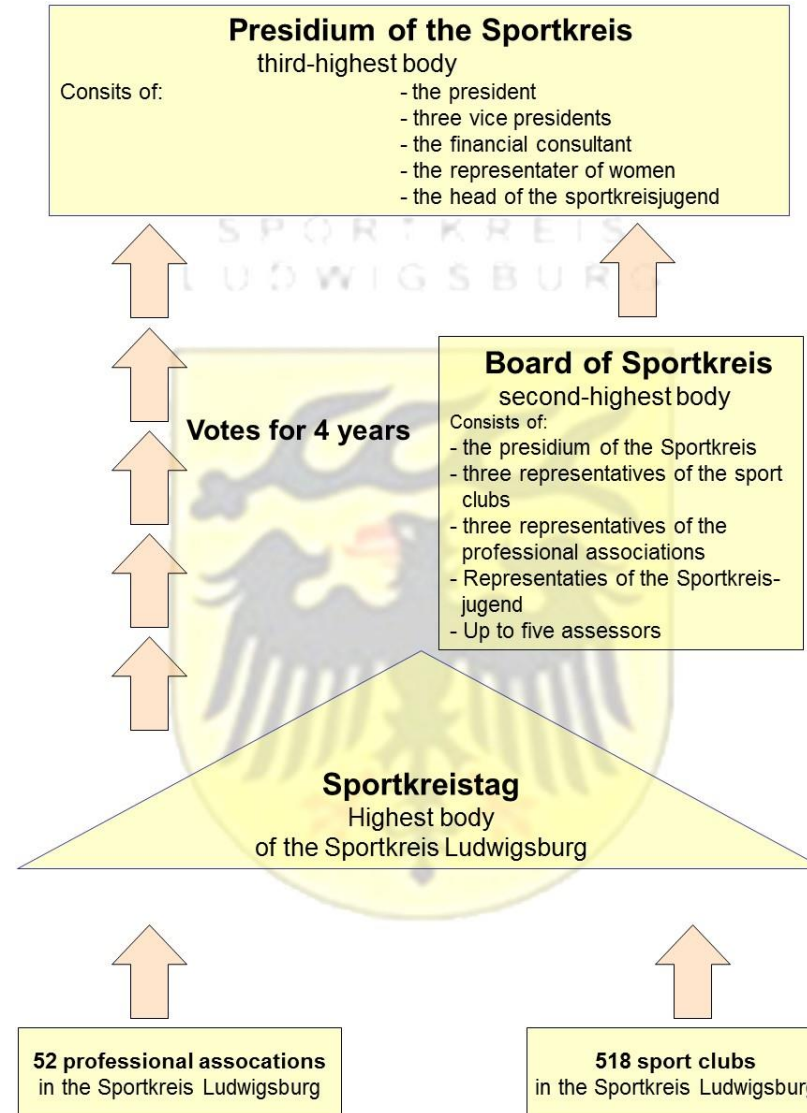 Presidium of the Sportkreis
third-highest body
Consits of:
- the president
- three vice presidents
- the financial consultant
- the representater of women
- the head of the sportkreisjugend
SPORTKREIS
LUDWIGSBURG
Votes for 4 years
Board of Sportkreis
second-highest body
Consists of:
- the presidium of the Sportkreis
- three representatives of the sport
clubs
- three representatives of the
professional associations
- Representaties of the Sportkreis-
jugend
- Up to five assessors
Sportkreistag
Highest body
of the Sportkreis Ludwigsburg
52 professional assocations
in the Sportkreis Ludwigsburg
518 sport clubs
in the Sportkreis Ludwigsburg